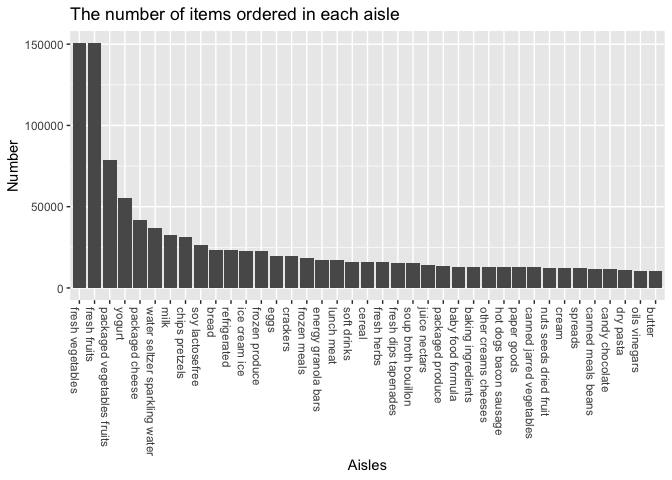 The number of items ordered in each aisle
150000
100000
50000
0
Number
fresh vegetables
fresh fruits
packaged vegetables fruits
yogurt
packaged cheese
water seltzer sparkling water
milk
chips pretzels
soy lactosefree
bread
refrigerated
ice cream ice
frozen produce
eggs
crackers
frozen meals
energy granola bars
lunch meat
soft drinks
cereal
fresh herbs
fresh dips tapenades
soup broth bouillon
juice nectars
packaged produce
baby food formula
baking ingredients
other creams cheeses
hot dogs bacon sausage
paper goods
canned jarred vegetables
nuts seeds dried fruit
cream
spreads
canned meals beans
candy chocolate
dry pasta
oils vinegars
butter
Aisles